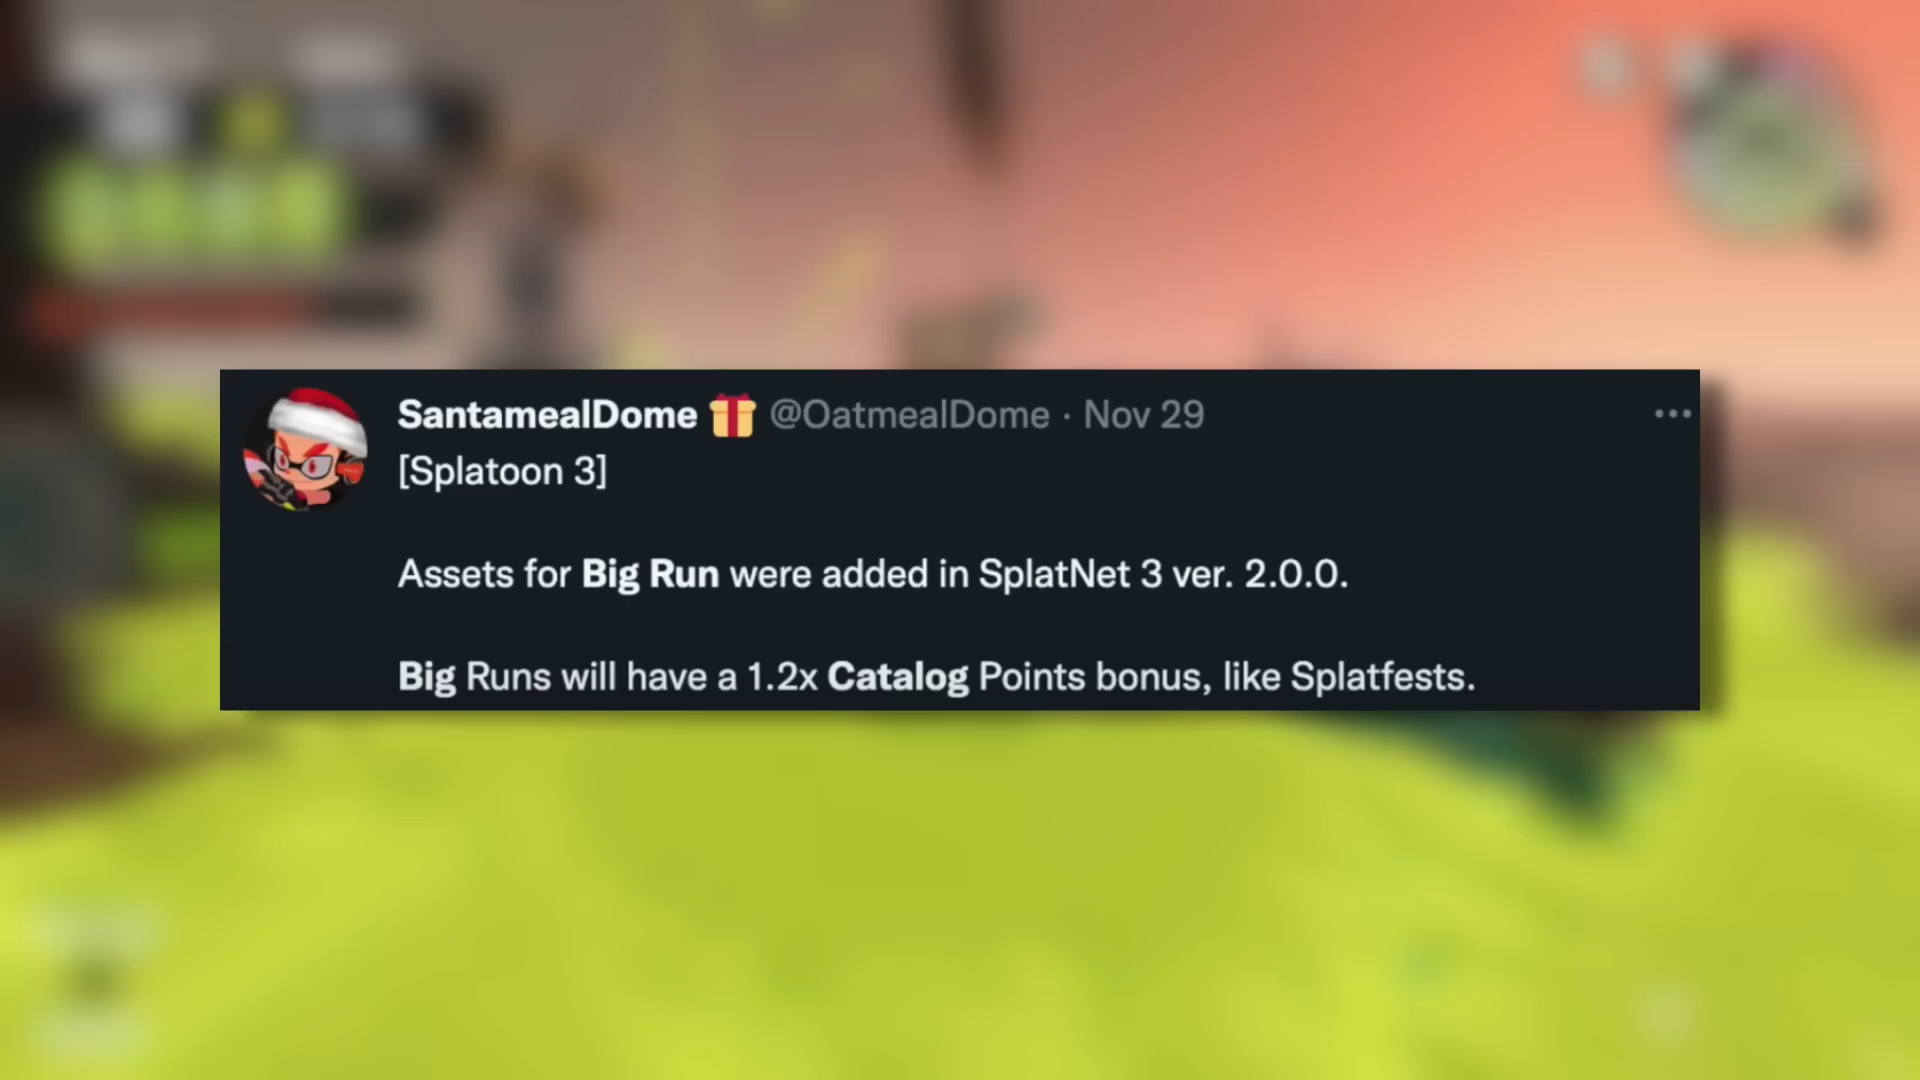 SantamealDome @OatmealDome · Nov 29
[Splatoon 3]
Assets for Big Run were added in SplatNet 3 ver. 2.0.0.
Big Runs will have a 1.2x Catalog Points bonus, like Splatfests.